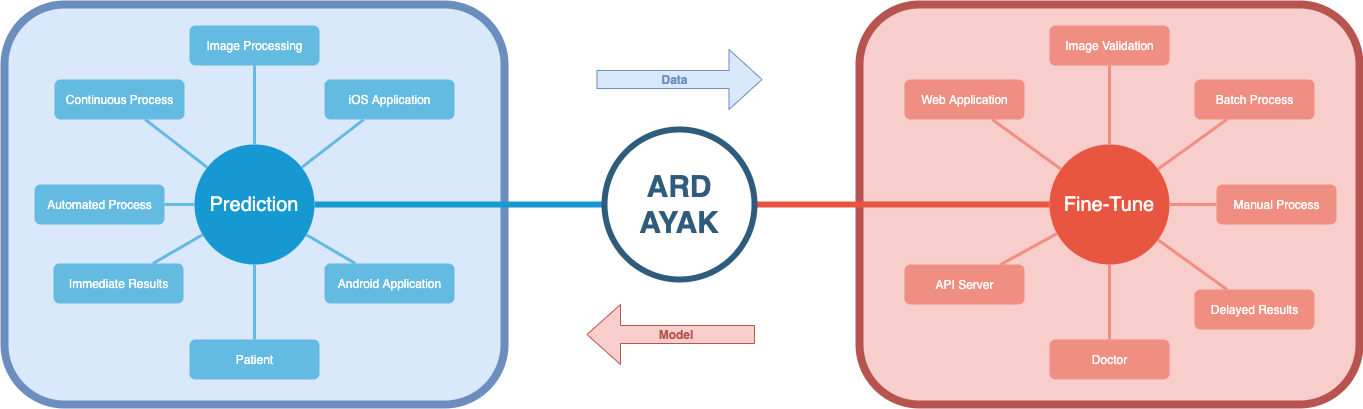 Image Processing
Continuous Process
iOS Application
Automated Process
Prediction
Immediate Results
Android Application
Patient
Data
ARD
AYAK
Model
Image Validation
Web Application
Batch Process
Fine-Tune
Manual Process
API Server
Delayed Results
Doctor